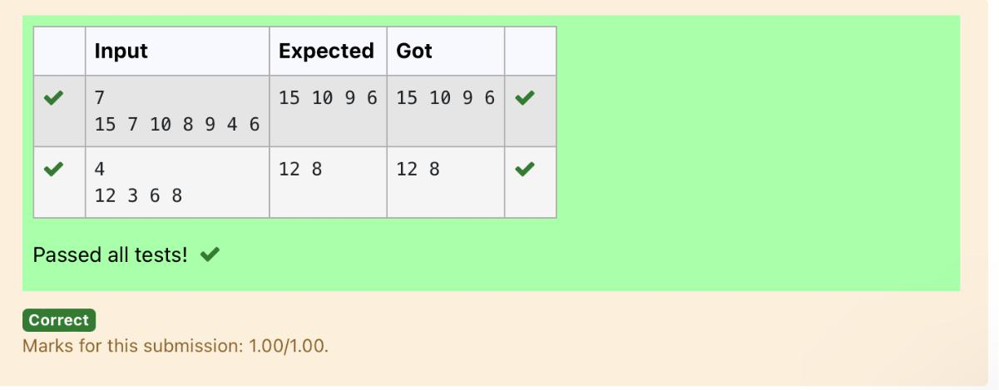 Input Expected Got
7 15 10 9 6 15 10 9 6
15 7 10 8 9 4 6
4 12 8 12 8
12 3 6 8
Passed all tests!
Correct
Marks for this submission: 1.00/1.00.